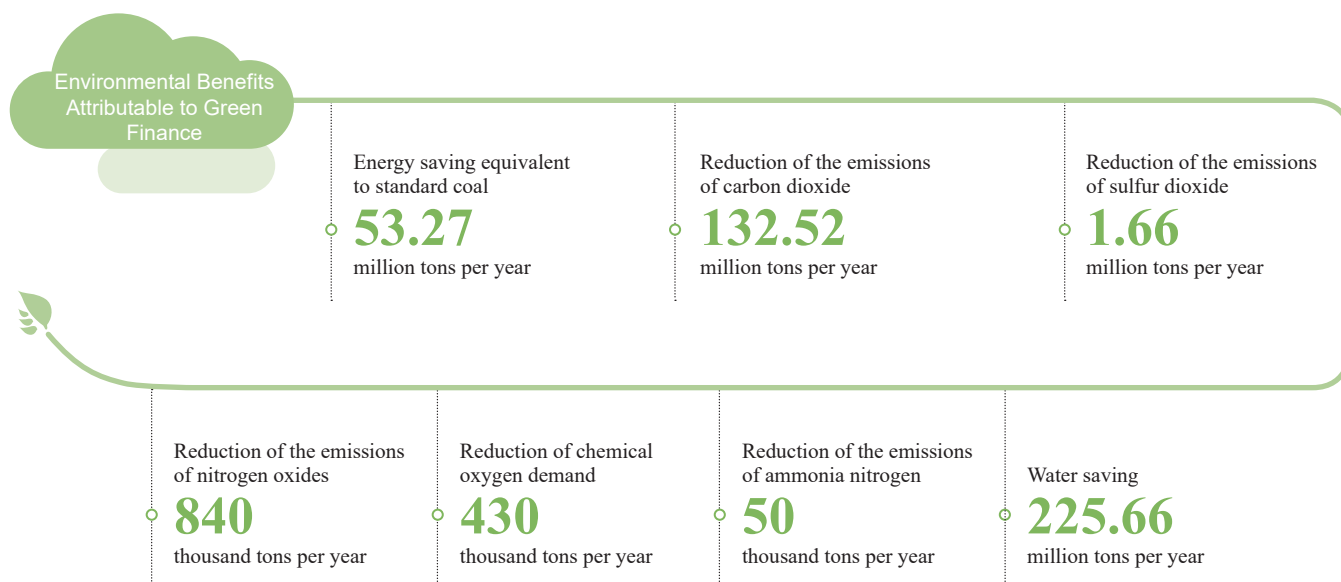 Environmental Benefits
Attributable to Green
Finance
Energy saving equivalent
to standard coal
53.27
million tons per year
Reduction of the emissions
of carbon dioxide
132.52
million tons per year
Reduction of the emissions
of sulfur dioxide
1.66
million tons per year
Reduction of the emissions
of nitrogen oxides
840
thousand tons per year
Reduction of chemical
oxygen demand
430
thousand tons per year
Reduction of the emissions
of ammonia nitrogen
50
thousand tons per year
Water saving
225.66
million tons per year